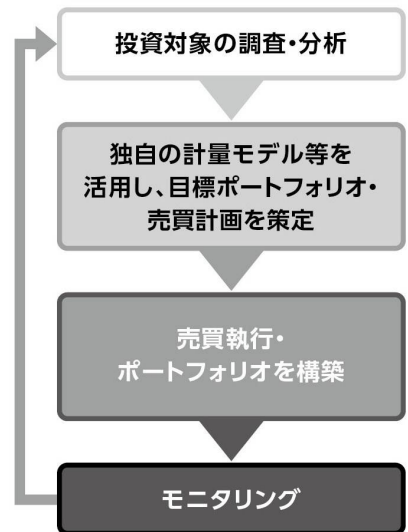 投資対象の調査・分析
独自の計量モデル等を
活用し、目標ポートフォリオ・
売買計画を策定
売買執行・
ポートフォリオを構築
モニタリング